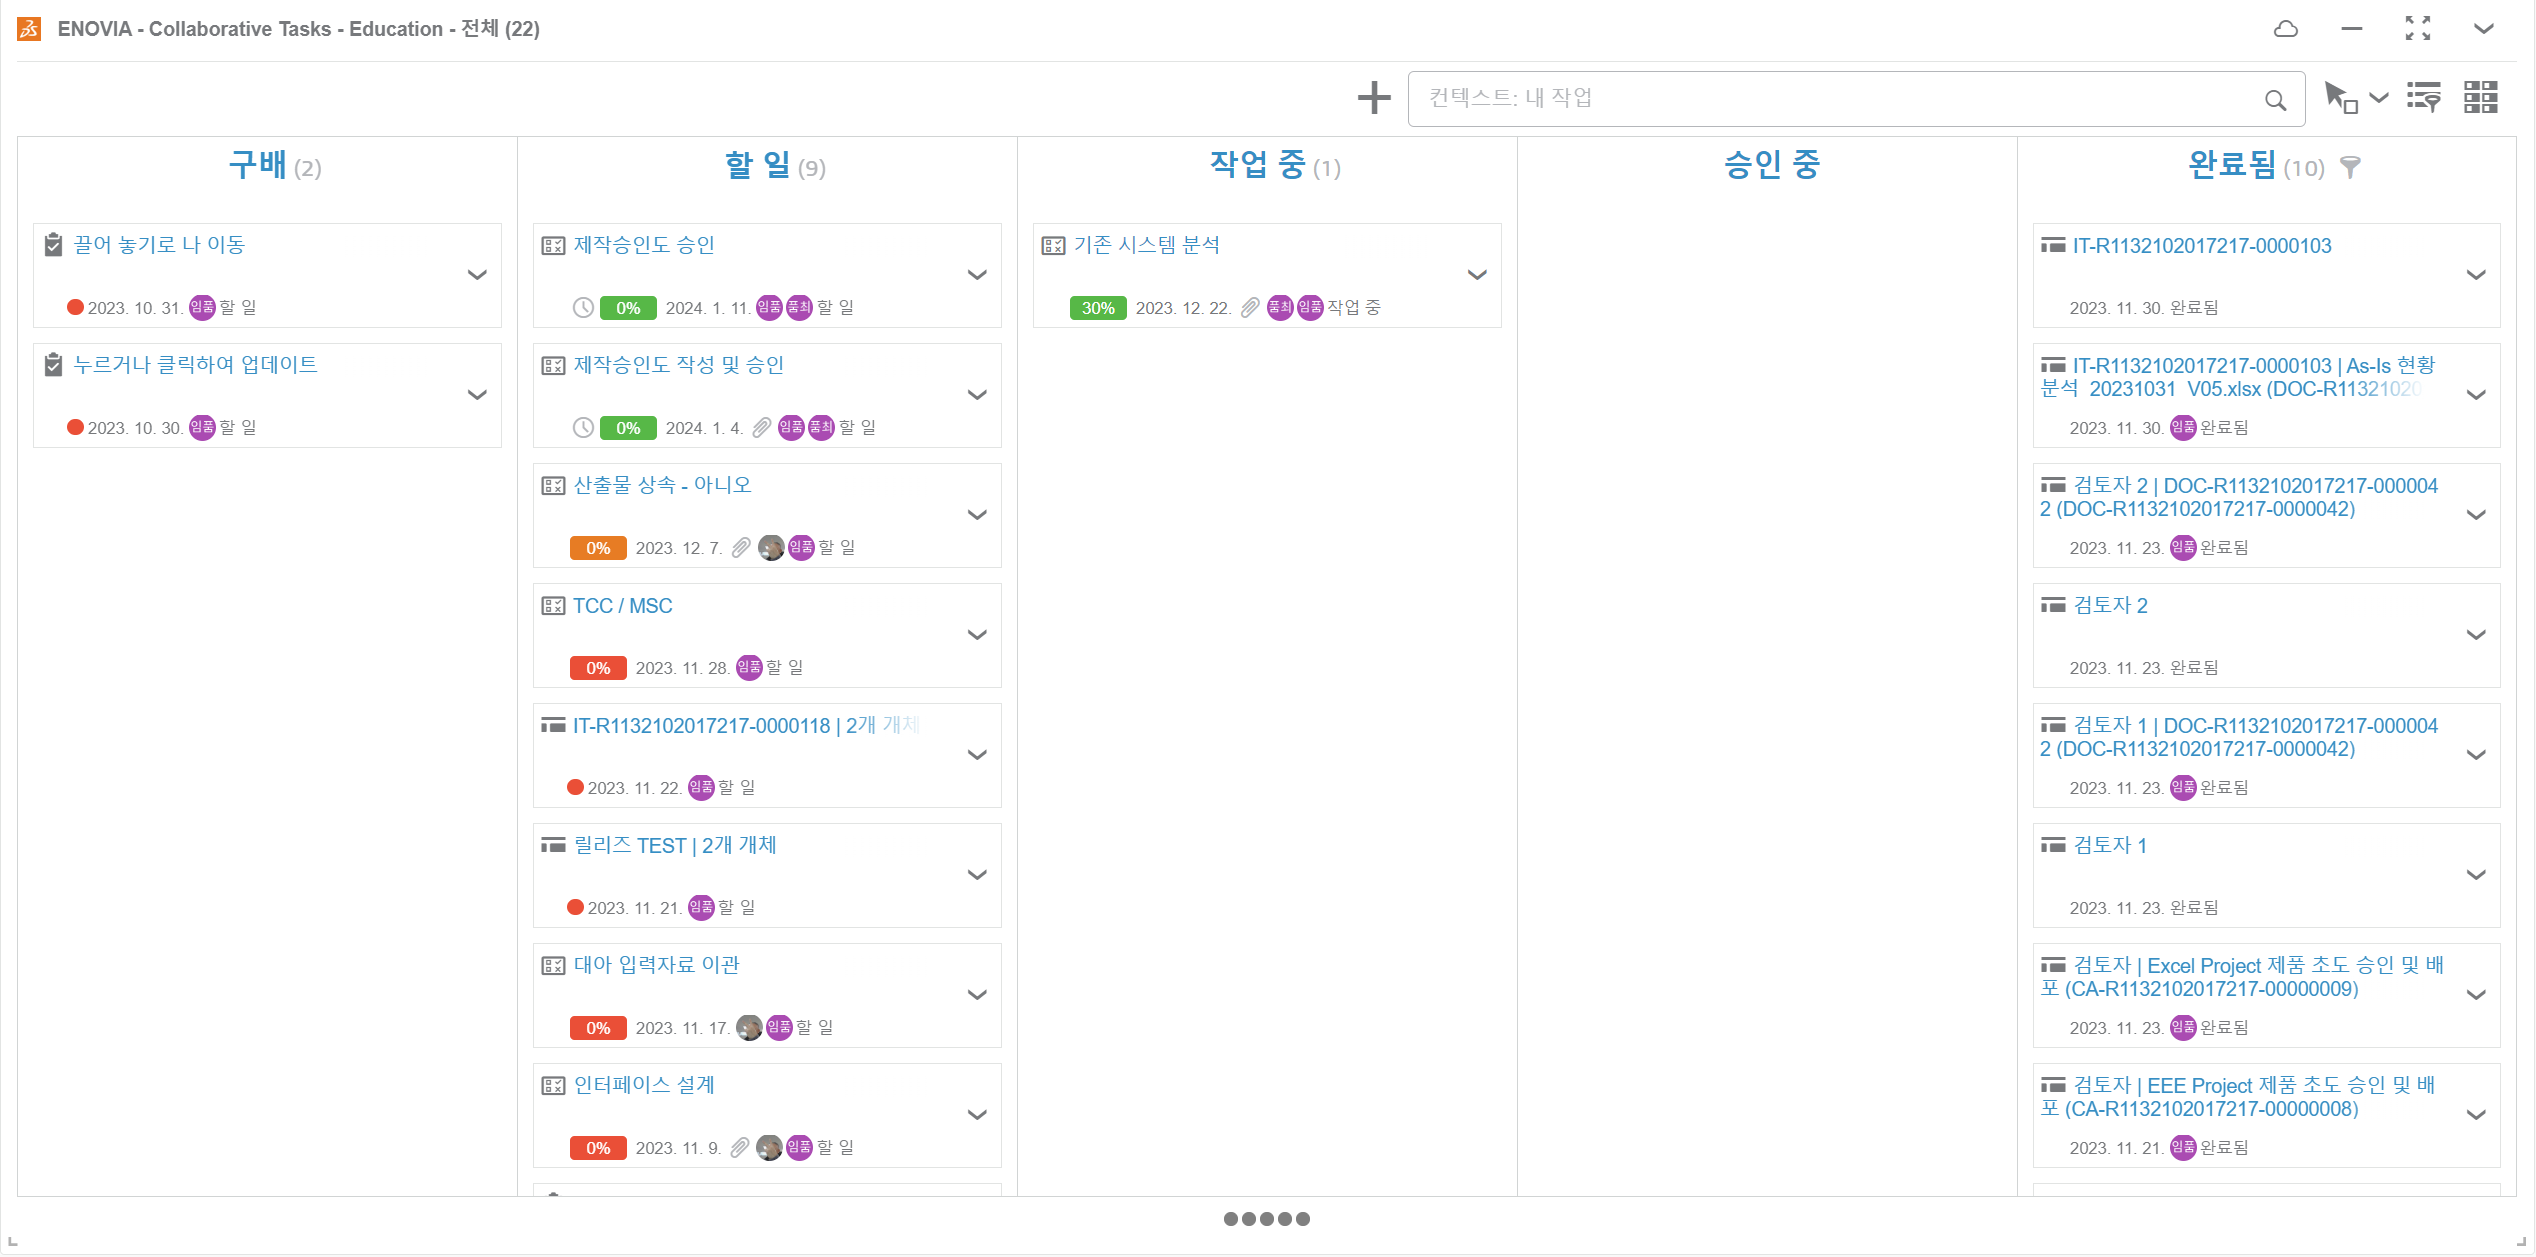 ENOVIA - Collaborative Tasks - Education - 전체 (22)
컨텍스트: 내 작업
구배 (2)
끌어 놓기로 나 이동
2023. 10. 31. 임품 할 일
누르거나 클릭하여 업데이트
2023. 10. 30. 임품 할 일
할 일 (9)
제작승인도 승인
0% 2024. 1. 11. 임품 품최 할 일
제작승인도 작성 및 승인
0% 2024. 1. 4. 임품 품최 할 일
산출물 상속 - 아니오
0% 2023. 12. 7. 임품 할 일
TCC / MSC
0% 2023. 11. 28. 임품 할 일
IT-R1132102017217-0000118 | 2개 개체
2023. 11. 22. 임품 할 일
릴리즈 TEST | 2개 개체
2023. 11. 21. 임품 할 일
대아 입력자료 이관
0% 2023. 11. 17. 임품 할 일
인터페이스 설계
0% 2023. 11. 9. 임품 할 일
작업 중 (1)
기존 시스템 분석
30% 2023. 12. 22. 품최 임품 작업 중
승인 중
완료됨 (10)
IT-R1132102017217-0000103
2023. 11. 30. 완료됨
IT-R1132102017217-0000103 | As-Is 현황
분석_20231031_V05.xlsx (DOC-R11321020
2023. 11. 30. 임품 완료됨
검토자 2 | DOC-R1132102017217-000004
2 (DOC-R1132102017217-0000042)
2023. 11. 23. 임품 완료됨
검토자 2
2023. 11. 23. 완료됨
검토자 1 | DOC-R1132102017217-000004
2 (DOC-R1132102017217-0000042)
2023. 11. 23. 임품 완료됨
검토자 1
2023. 11. 23. 완료됨
검토자 | Excel Project 제품 초도 승인 및 배
포 (CA-R1132102017217-00000009)
2023. 11. 23. 임품 완료됨
검토자 | EEE Project 제품 초도 승인 및 배
포 (CA-R1132102017217-00000008)
2023. 11. 21. 임품 완료됨